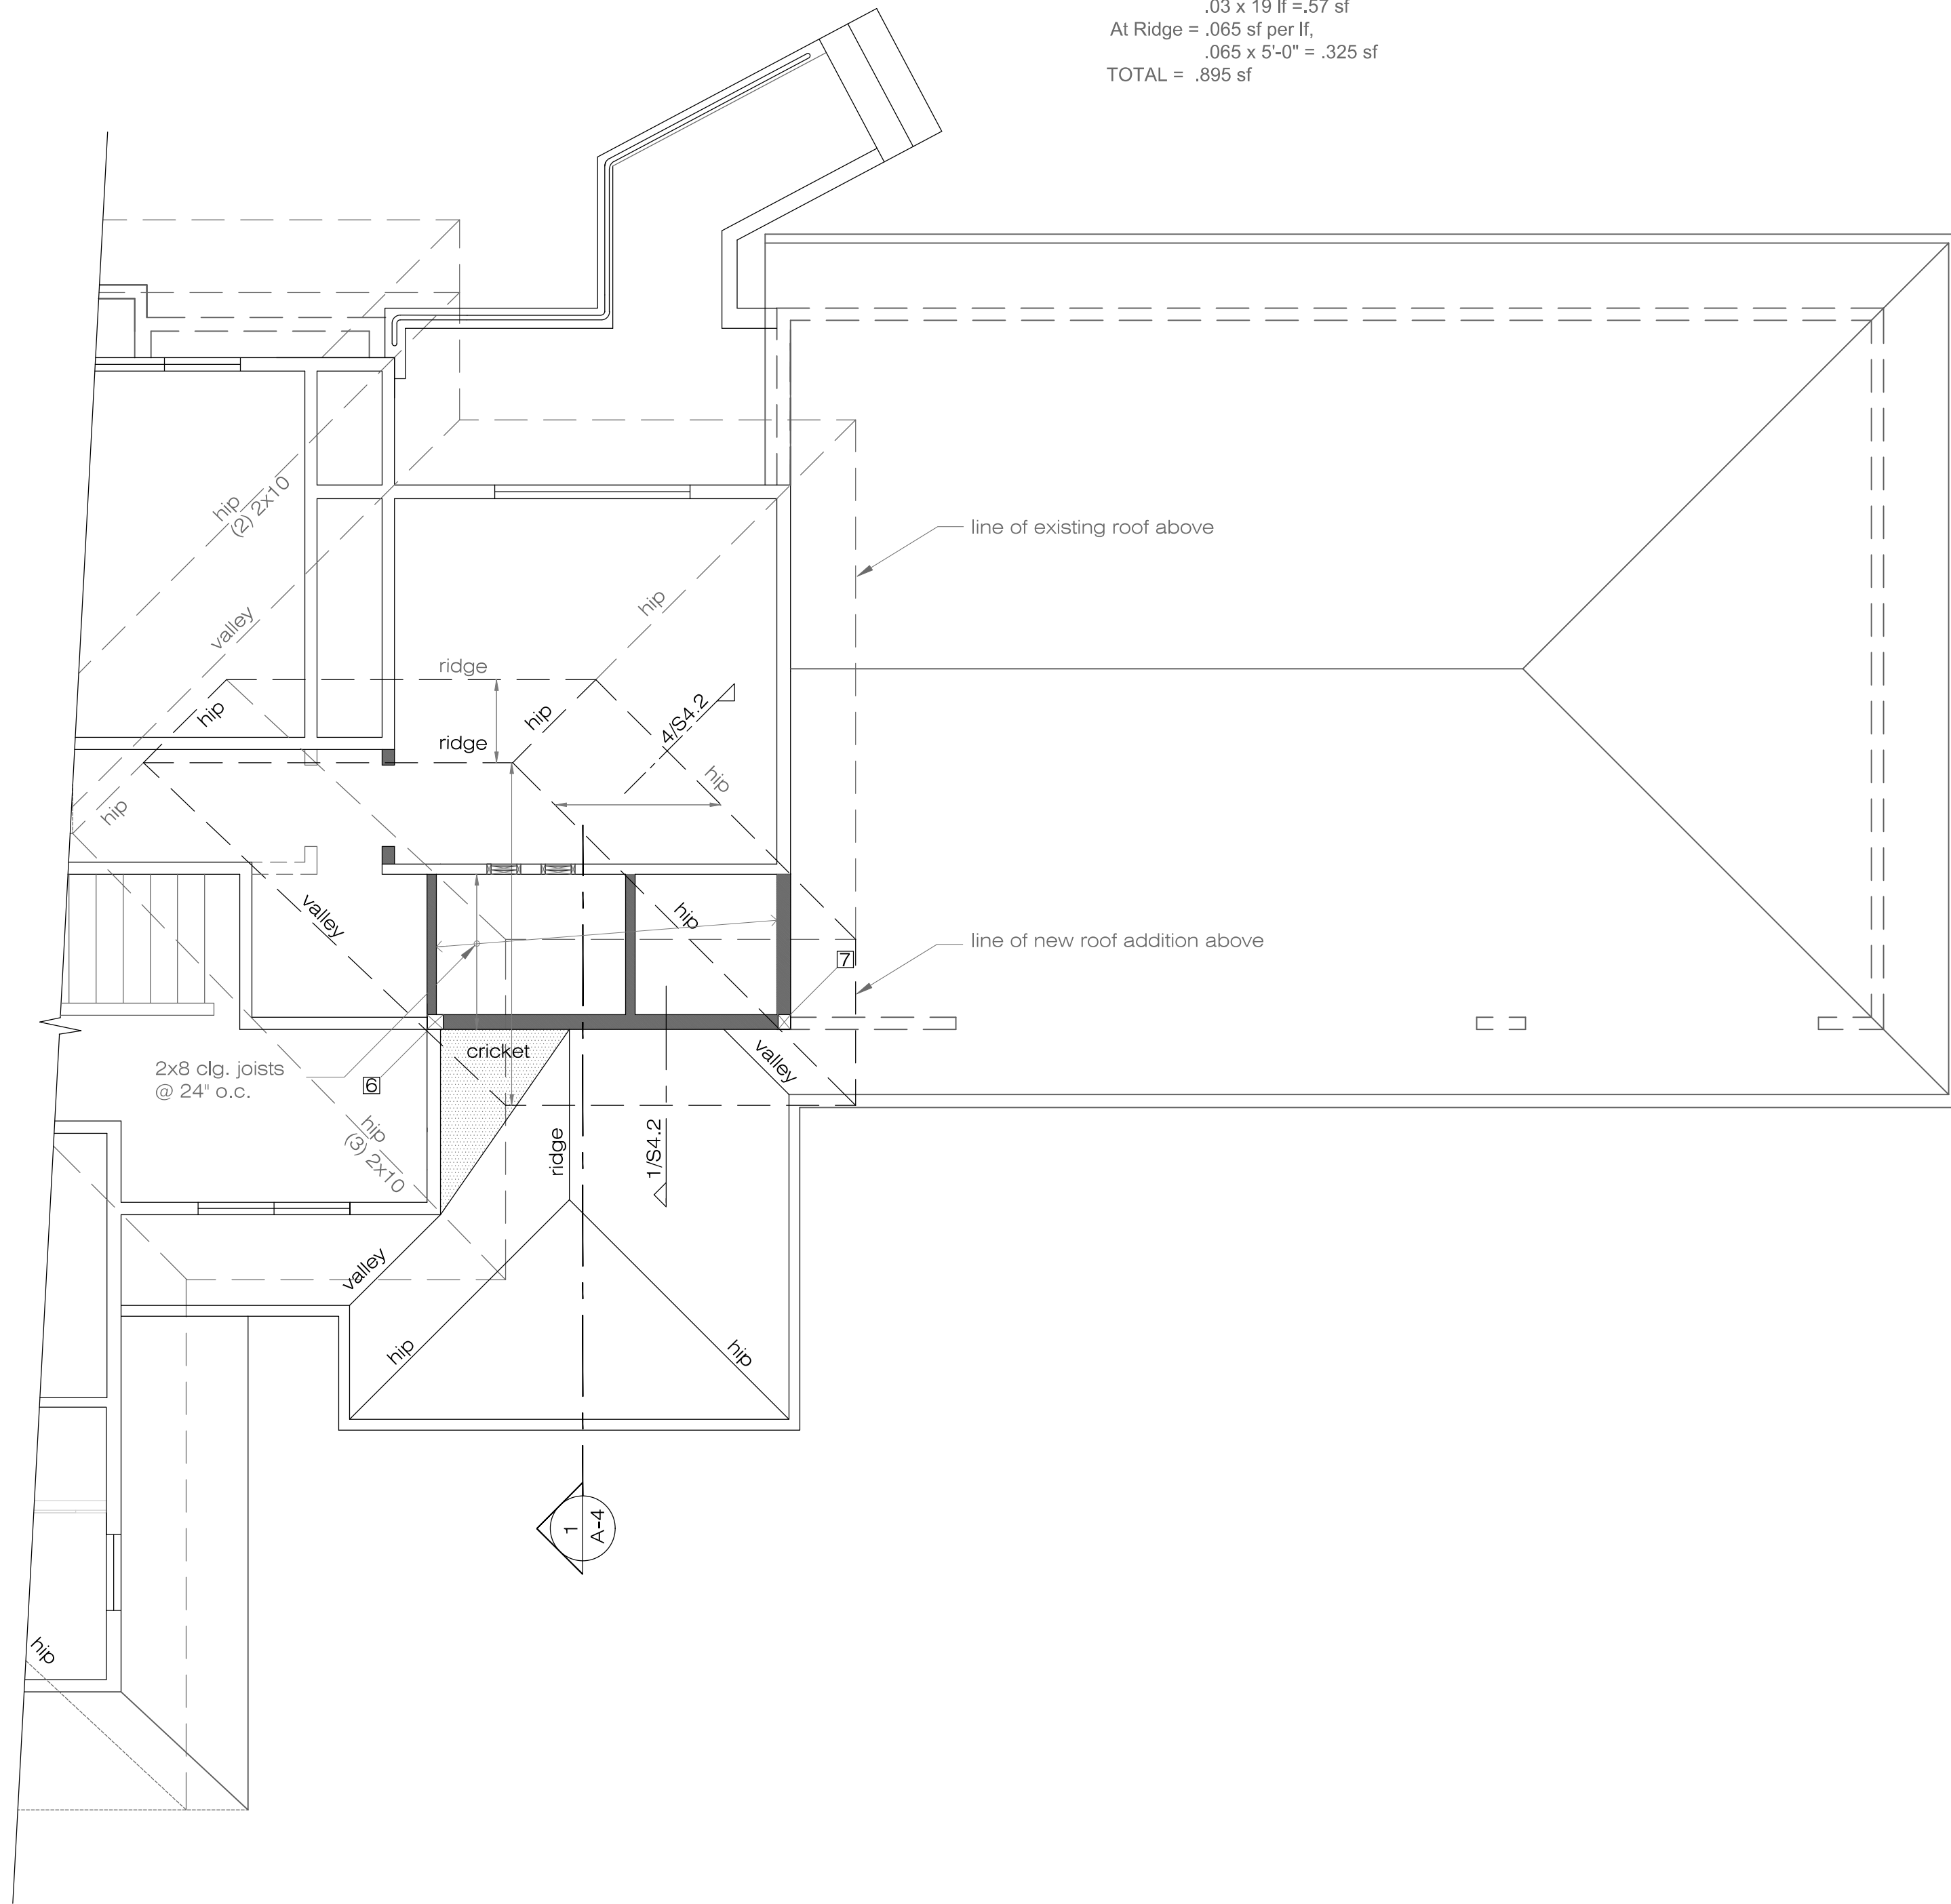 .03 x 19 lf =.57 sf
At Ridge = .065 sf per lf,
.065 x 5'-0" = .325 sf
TOTAL = .895 sf
hip
(2) 2x10
line of existing roof above
hip
valley
ridge
hip
hip
4/S4.2
ridge
hip
hip
valley
hip
line of new roof addition above
7
cricket
valley
2x8 clg. joists
@ 24" o.c.
6
hip
(3) 2x10
ridge
1/S4.2
valley
hip
hip
1
A-4
hip